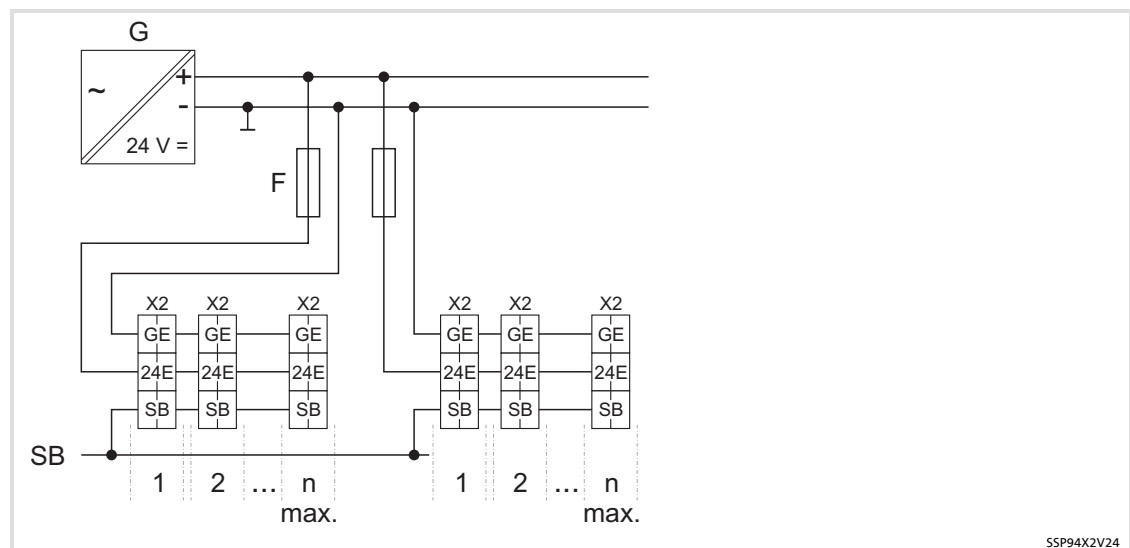 G
~
+
-
24 V =
F
X2 X2 X2 X2 X2 X2
GE GE GE GE GE GE
24E 24E 24E 24E 24E 24E
SB SB SB SB SB SB
SB
1 2 ... n 1 2 ... n
max. max.
SSP94X2V24